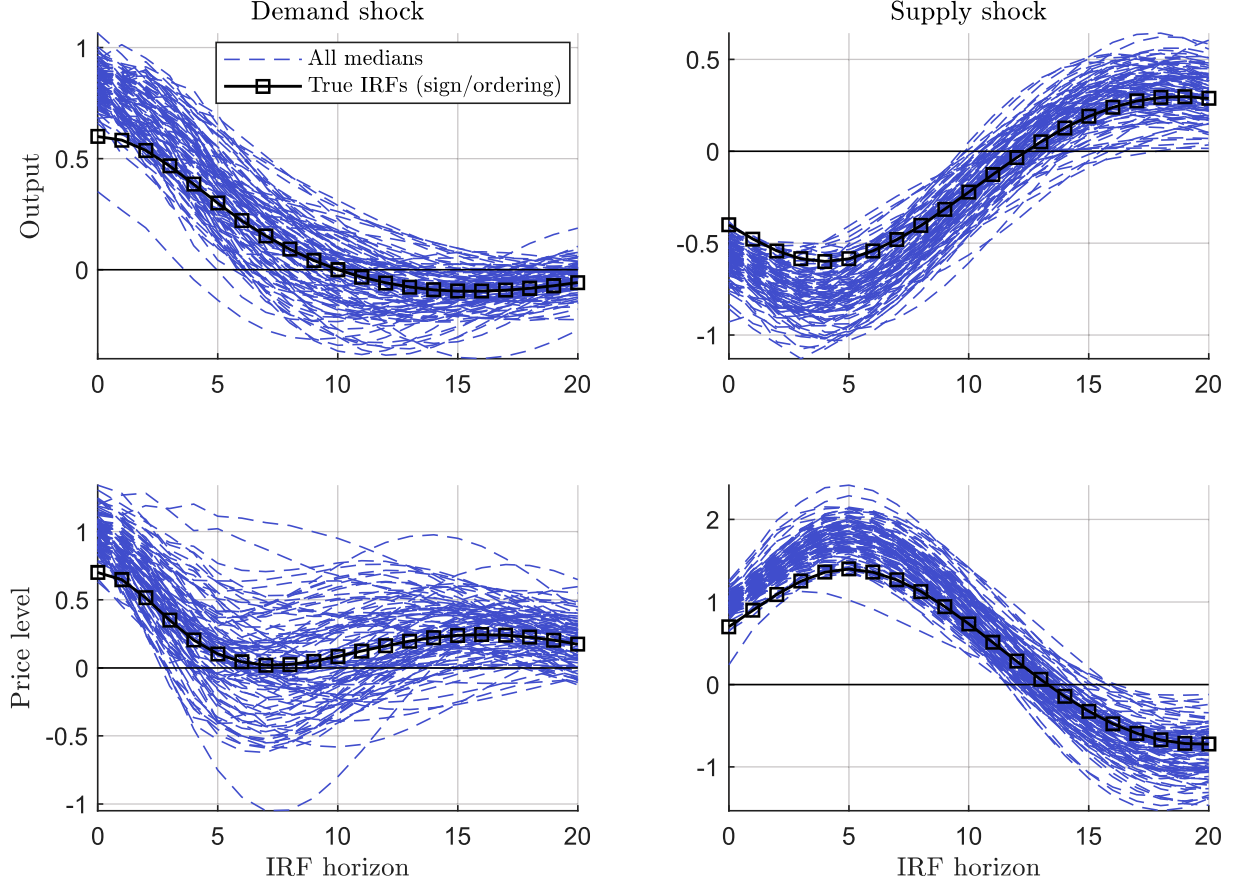 Demand shock
Supply shock
Output
1
0.5
0
All medians
True IRFs (sign/ordering)
0 5 10 15 20
0.5
0
-0.5
-1
0 5 10 15 20
Price level
1
0.5
0
-0.5
-1
0 5 10 15 20
IRF horizon
2
1
0
-1
0 5 10 15 20
IRF horizon